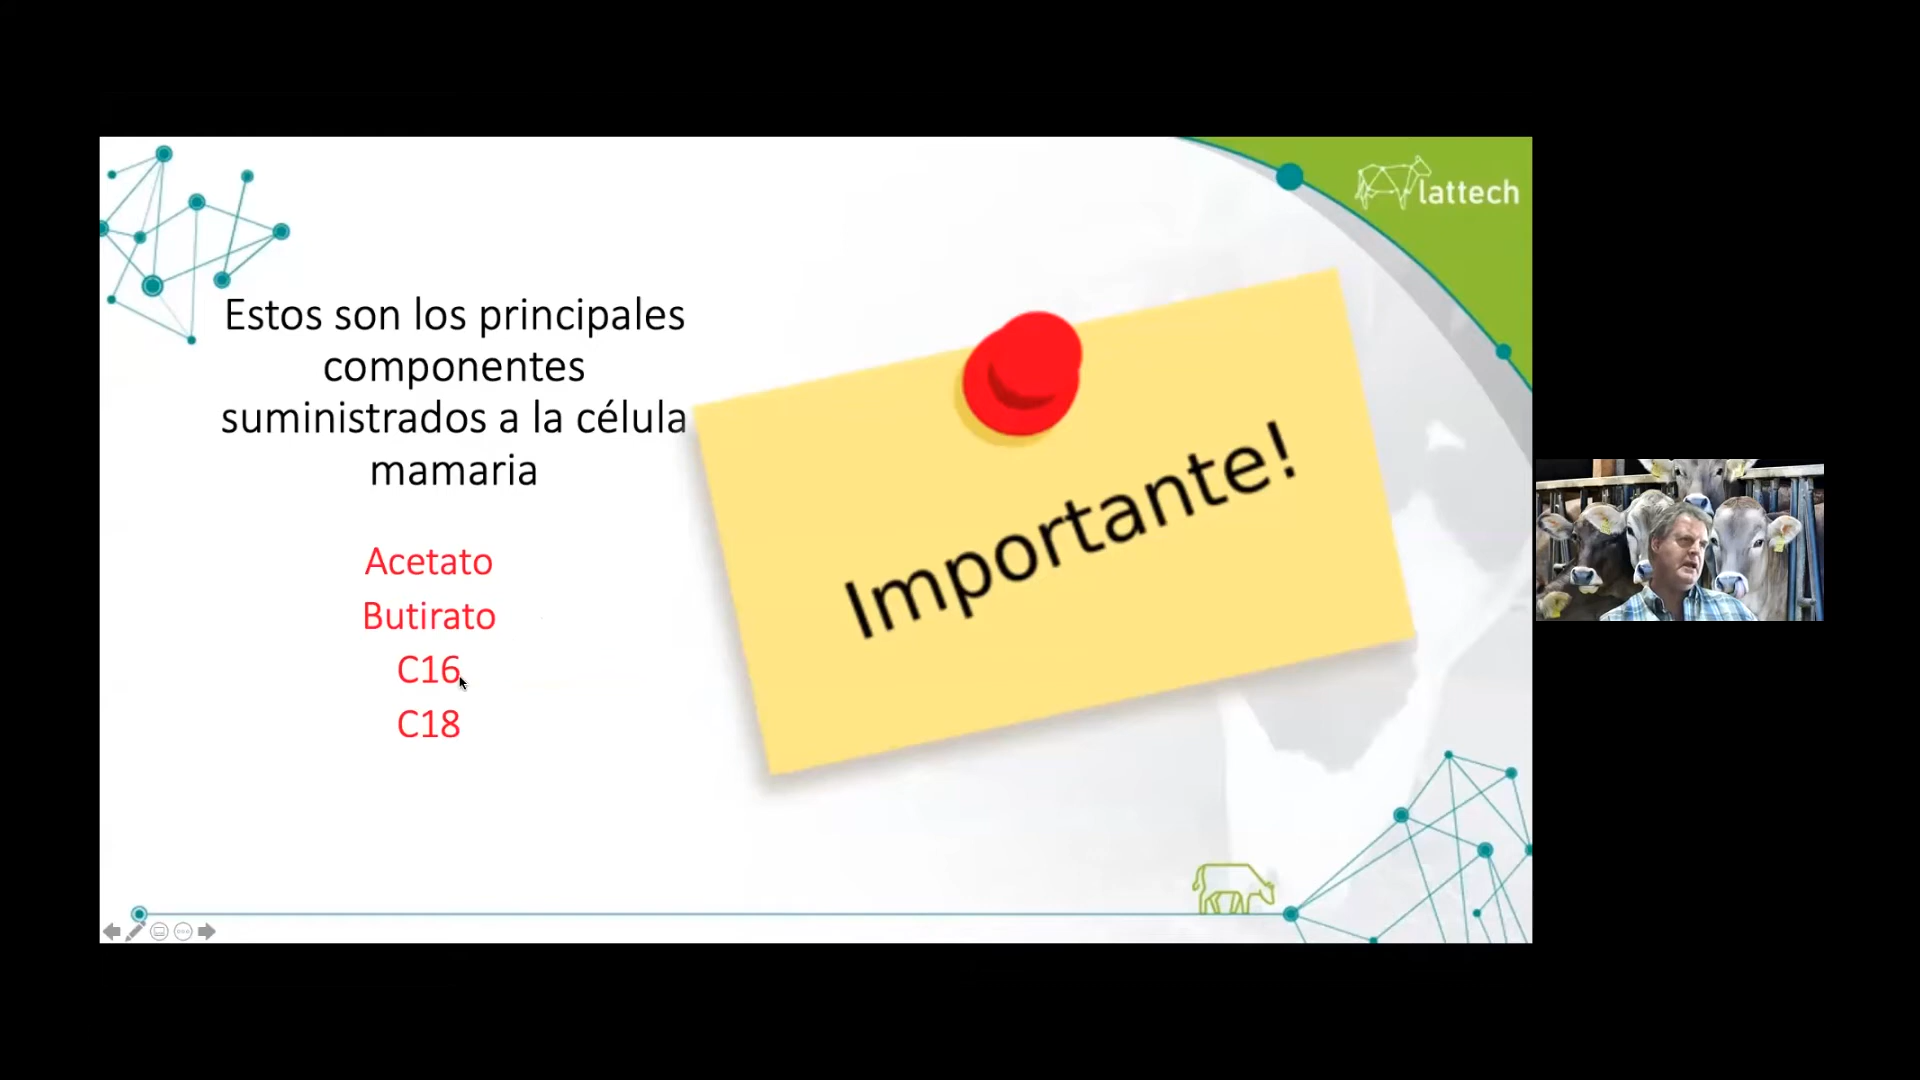 lattech
Estos son los principales
componentes
suministrados a la célula
mamaria
Importante!
Acetato
Butirato
C16
C18